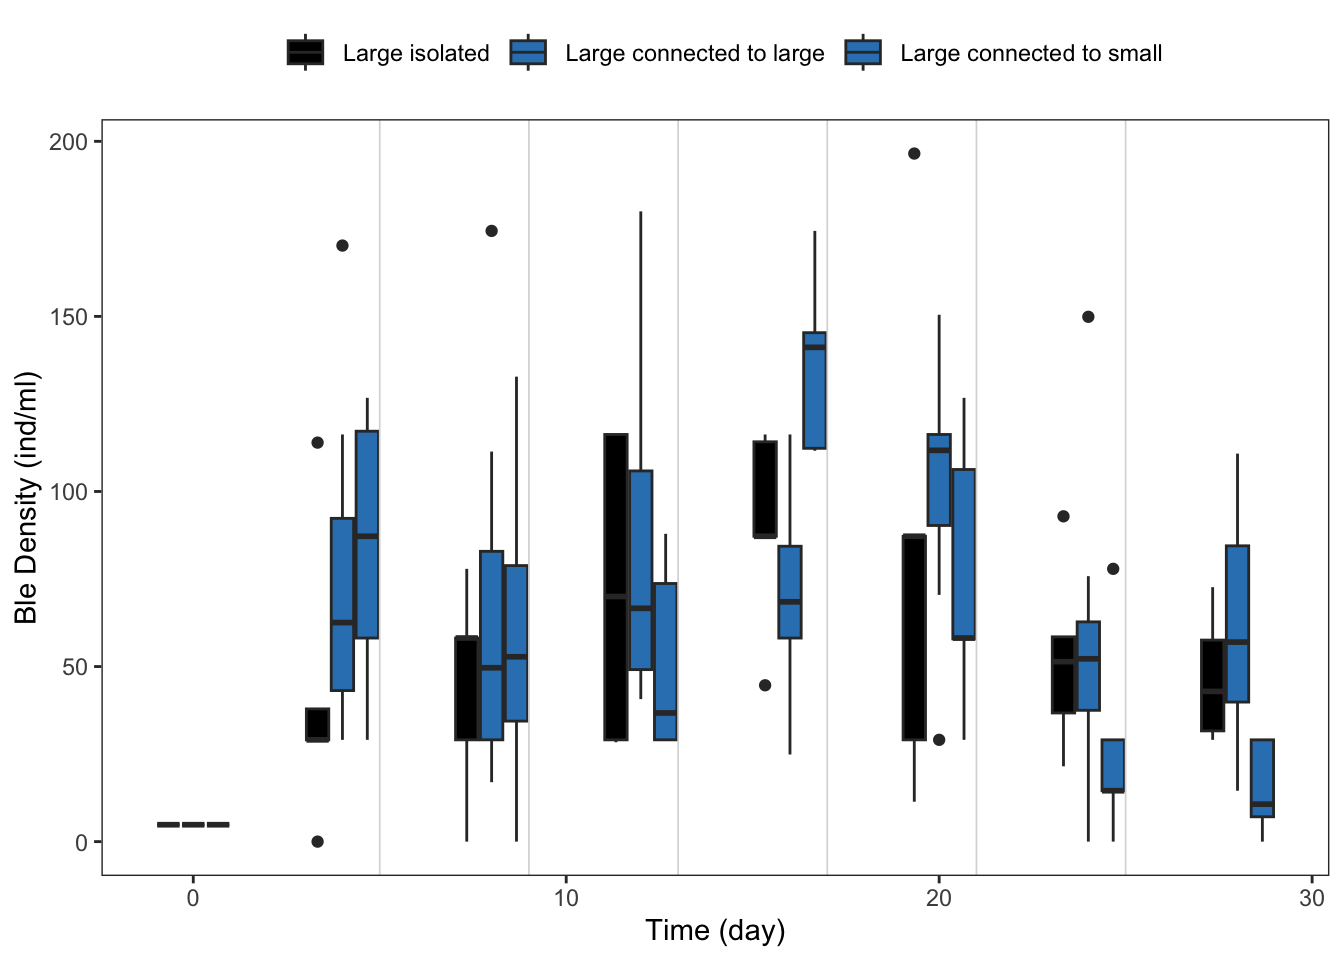 Large isolated Large connected to large Large connected to small
200
150
100
50
0
Ble Density (ind/ml)
0 10 20 30
Time (day)